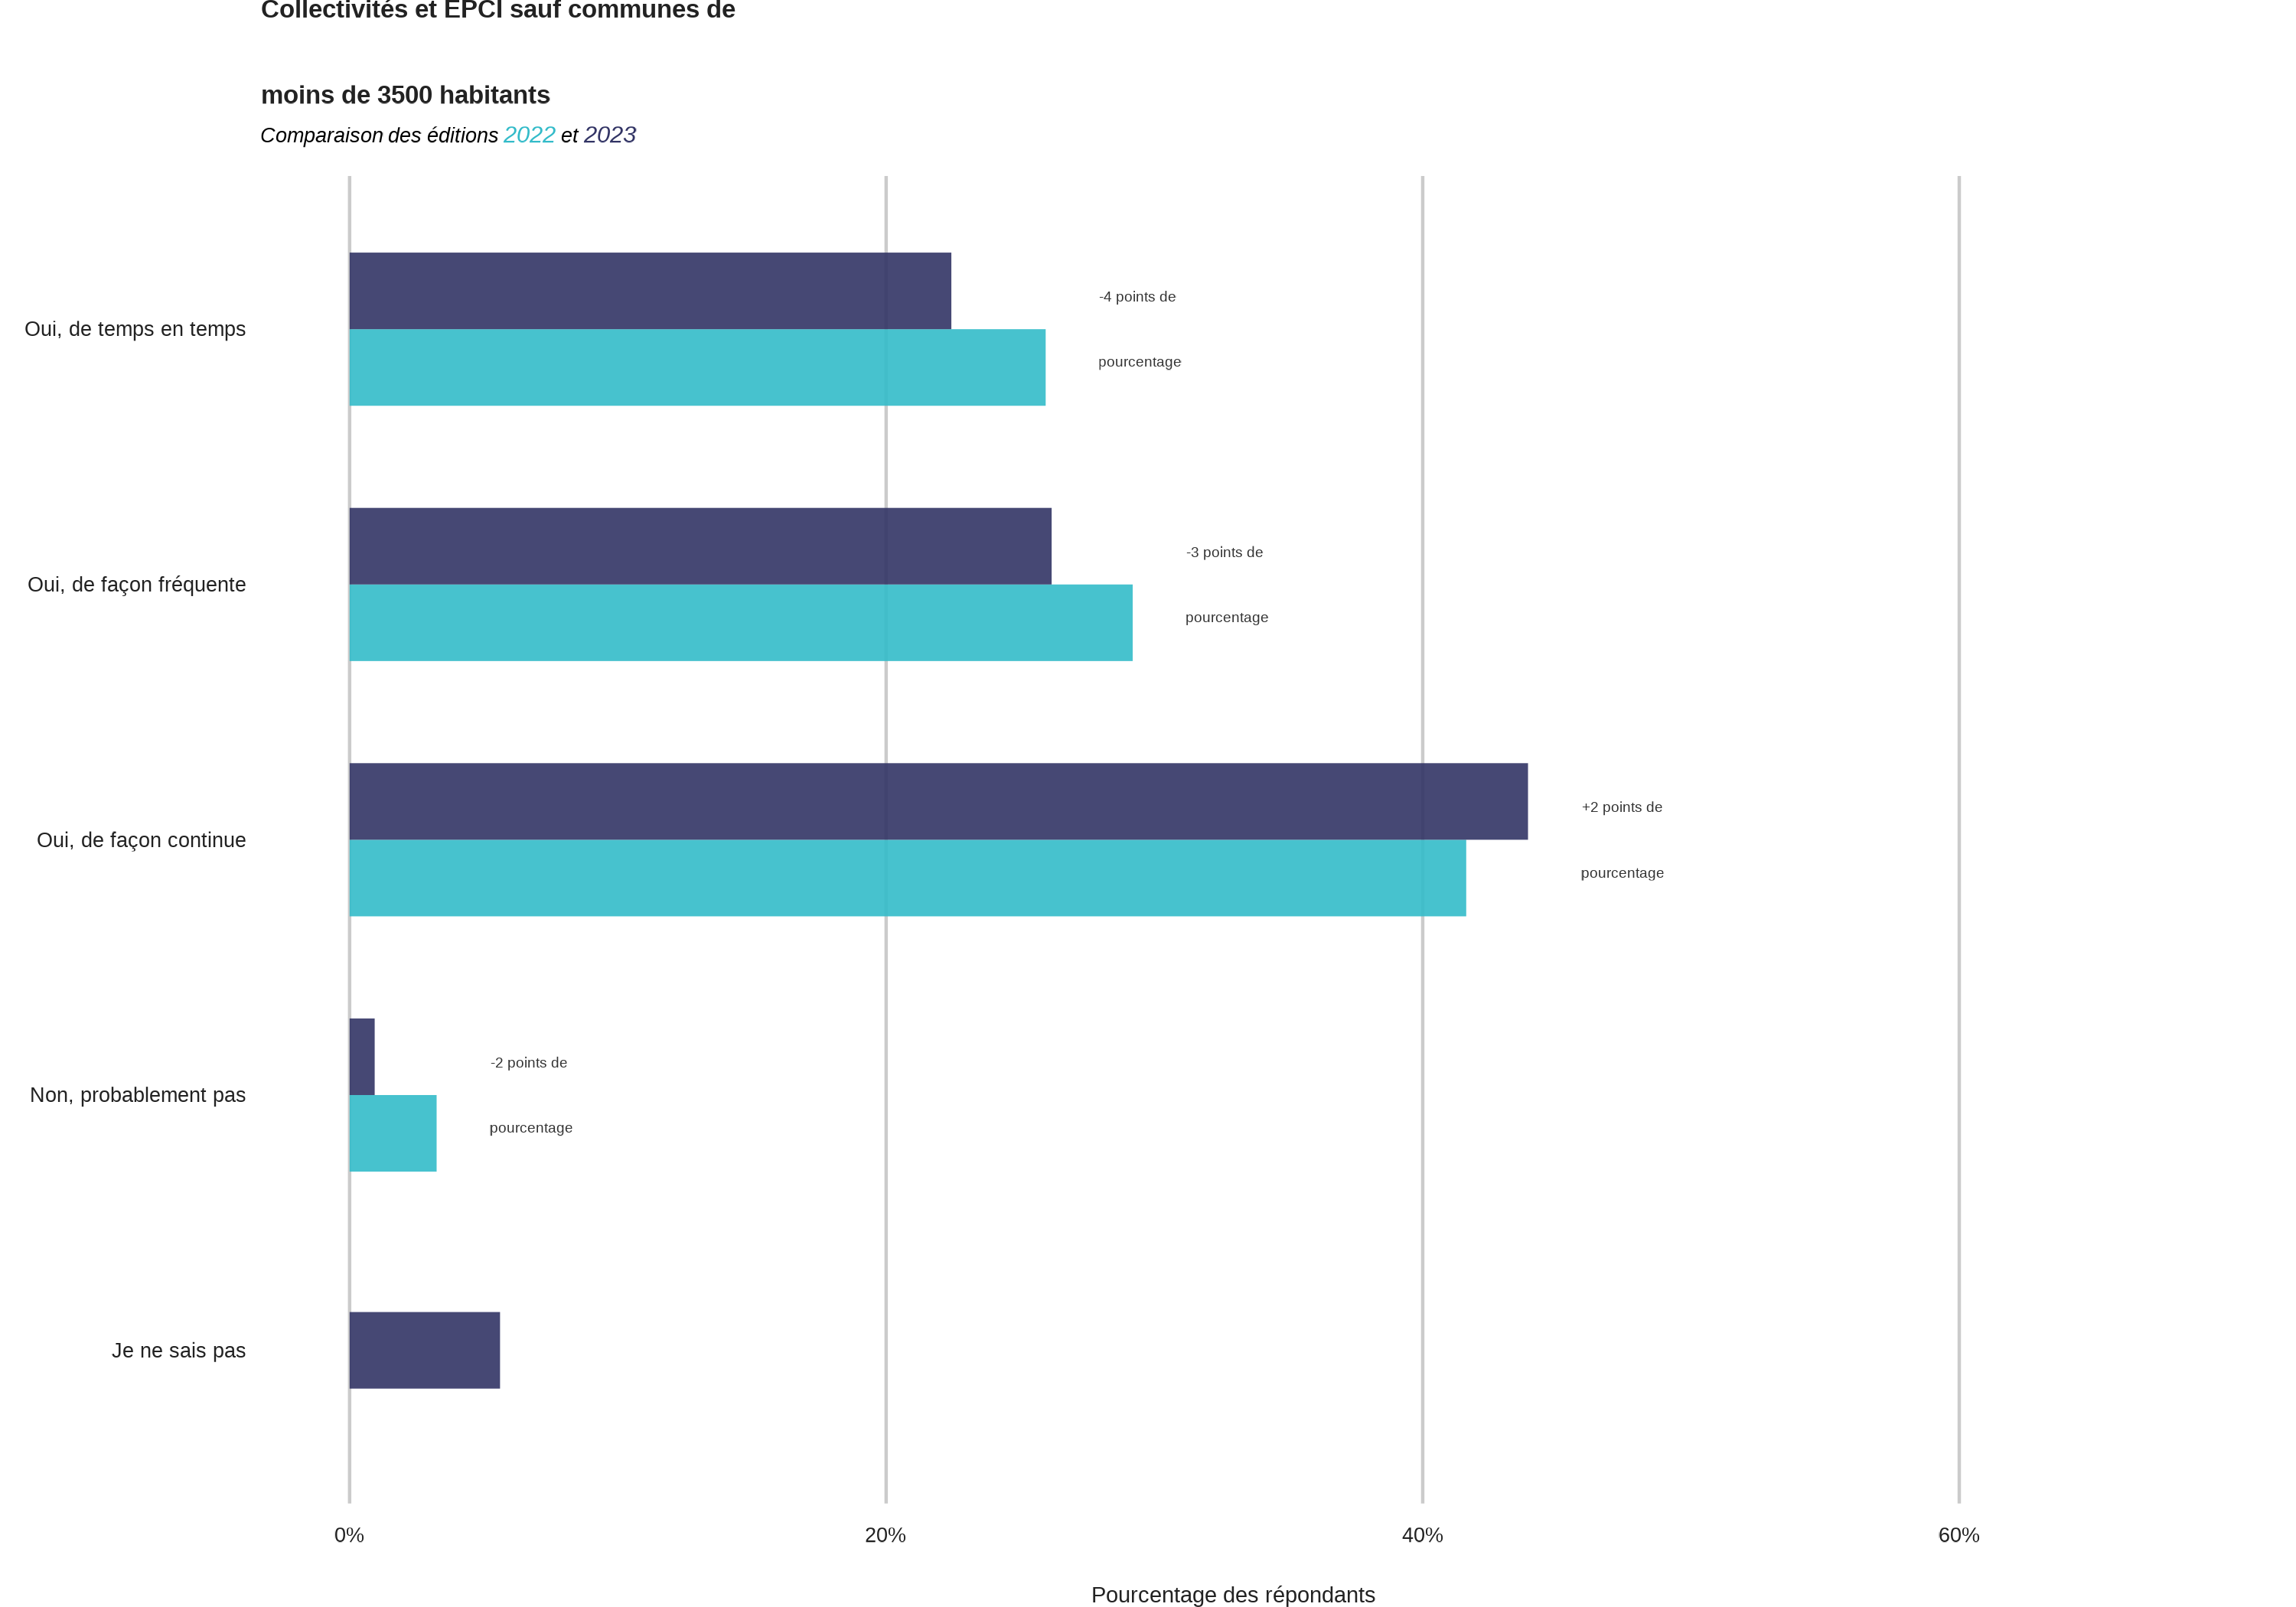 Collectivités et EPCI sauf communes de
moins de 3500 habitants
Comparaison des éditions 2022 et 2023
Oui, de temps en temps
-4 points de
pourcentage
Oui, de façon fréquente
-3 points de
pourcentage
Oui, de façon continue
+2 points de
pourcentage
Non, probablement pas
-2 points de
pourcentage
Je ne sais pas
0% 20% 40% 60%
Pourcentage des répondants